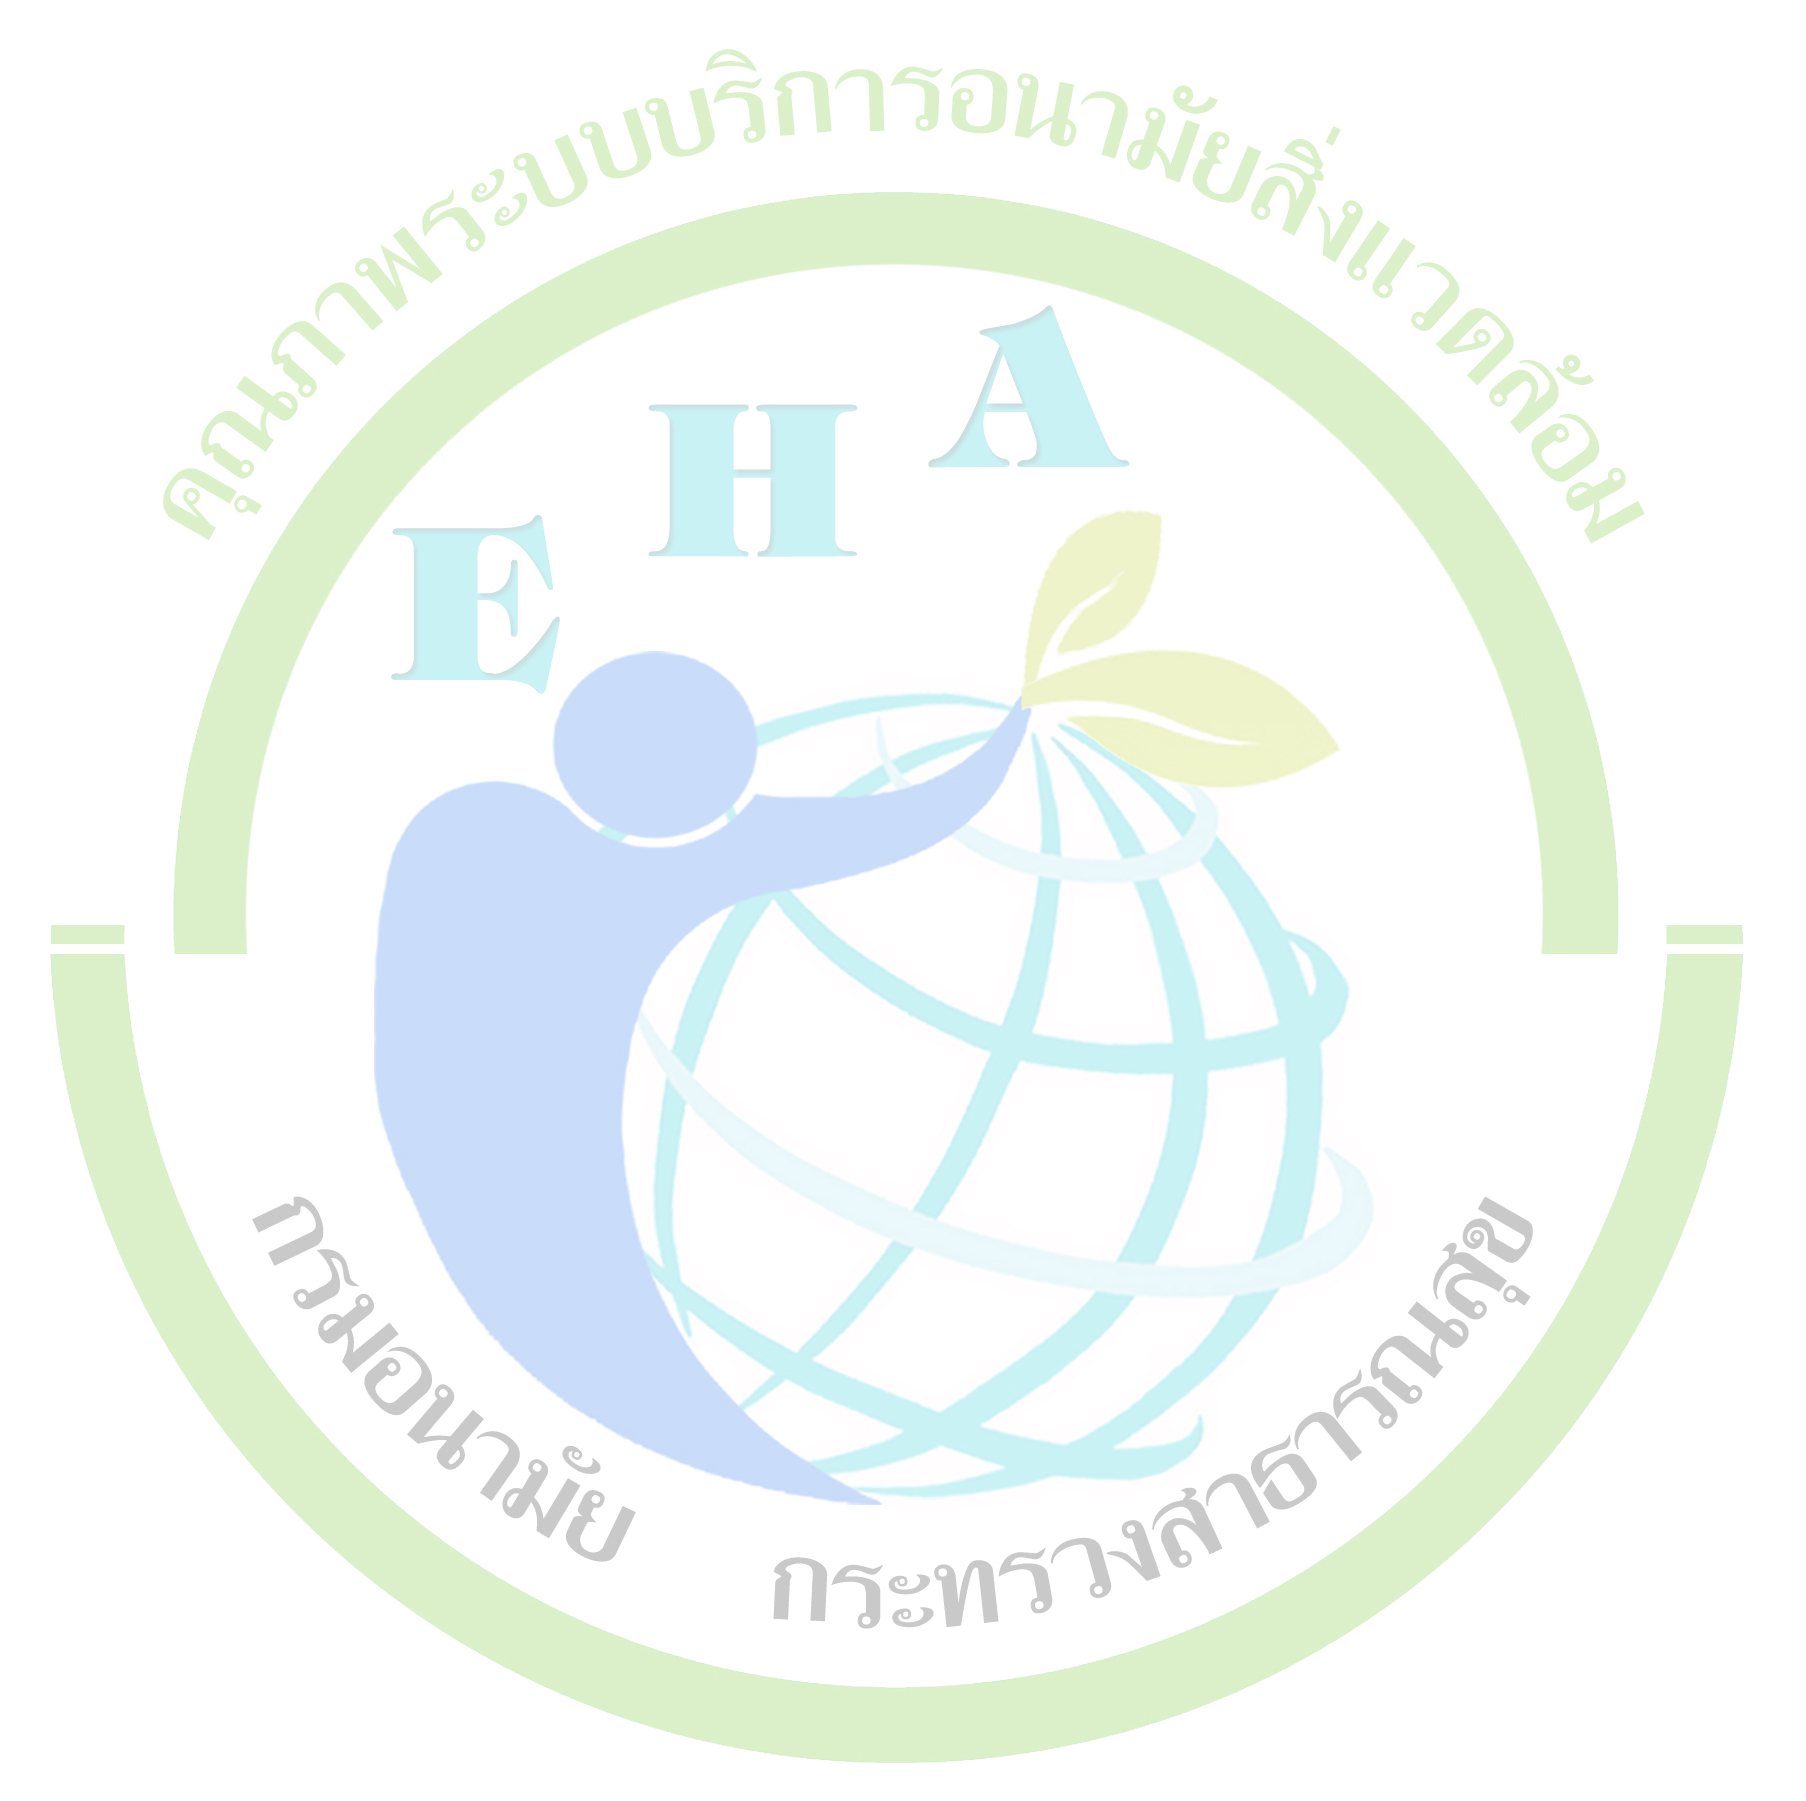 คุณภาพระบบบริการอนามัยสิ่งแวดล้อม
EHA
กรมอนามัย
กระทรวงสาธารณสุข